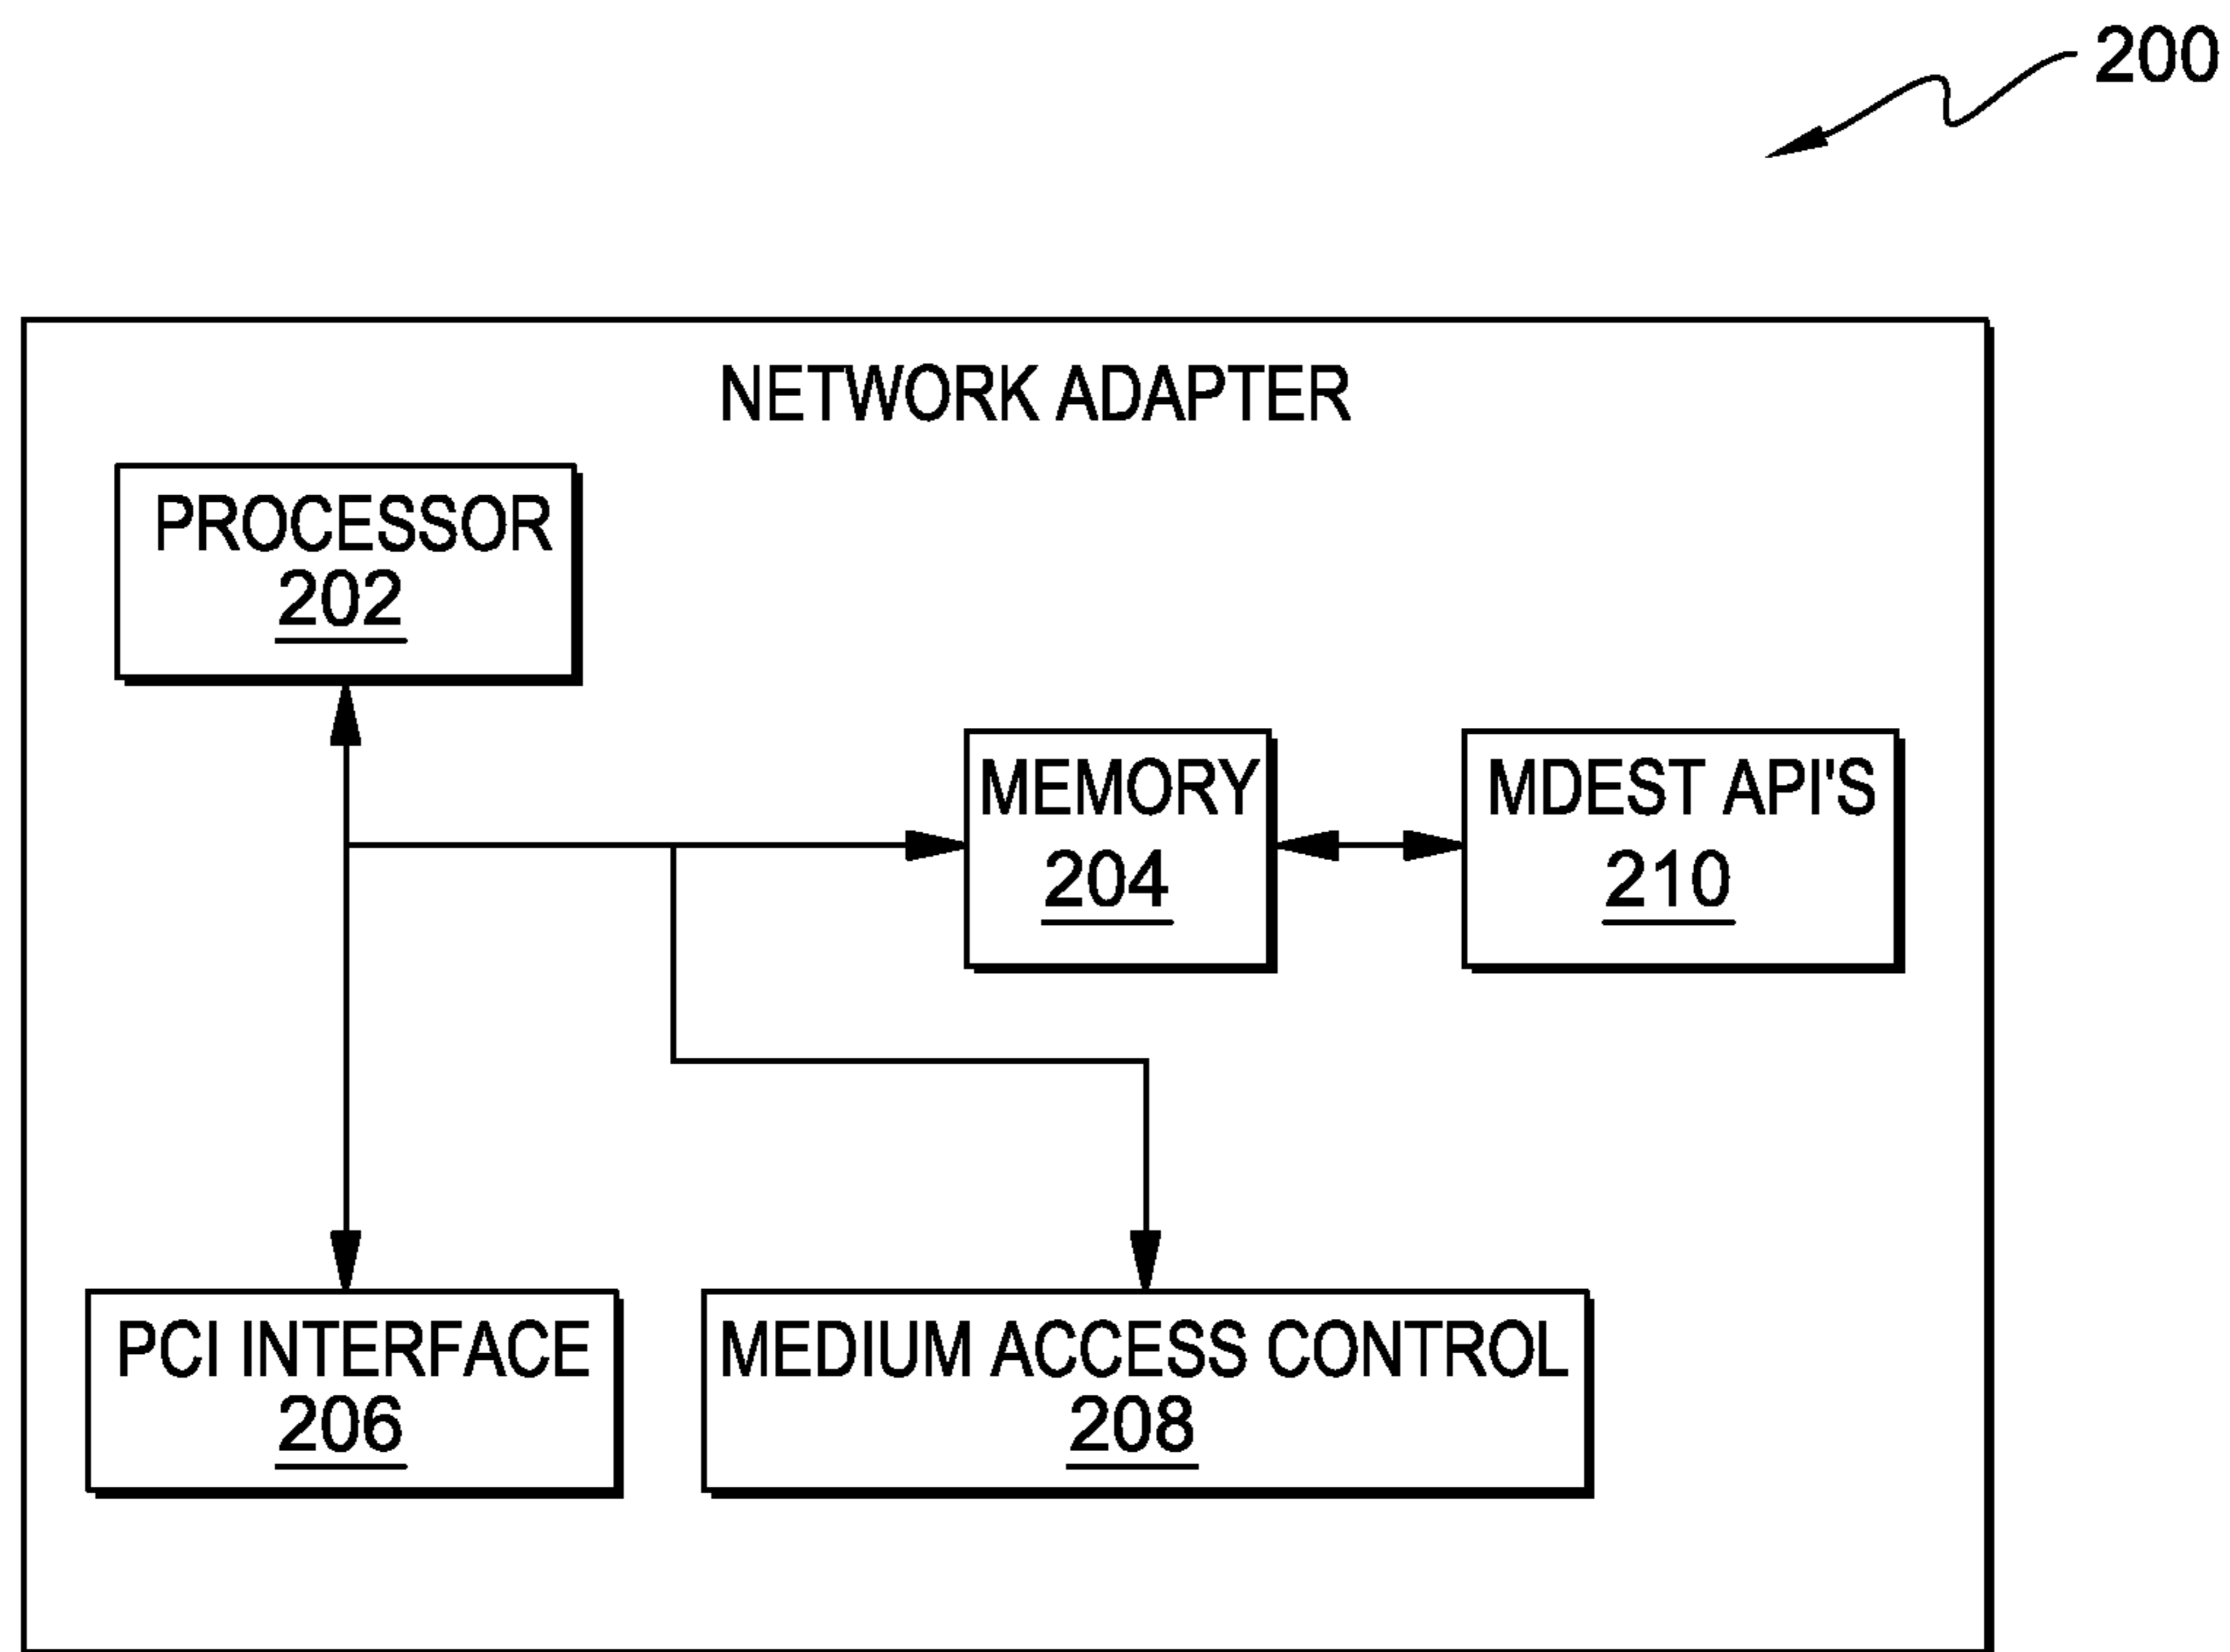 200
NETWORK ADAPTER
PROCESSOR
202
MEMORY
204
MDEST API'S
210
PCI INTERFACE
206
MEDIUM ACCESS CONTROL
208